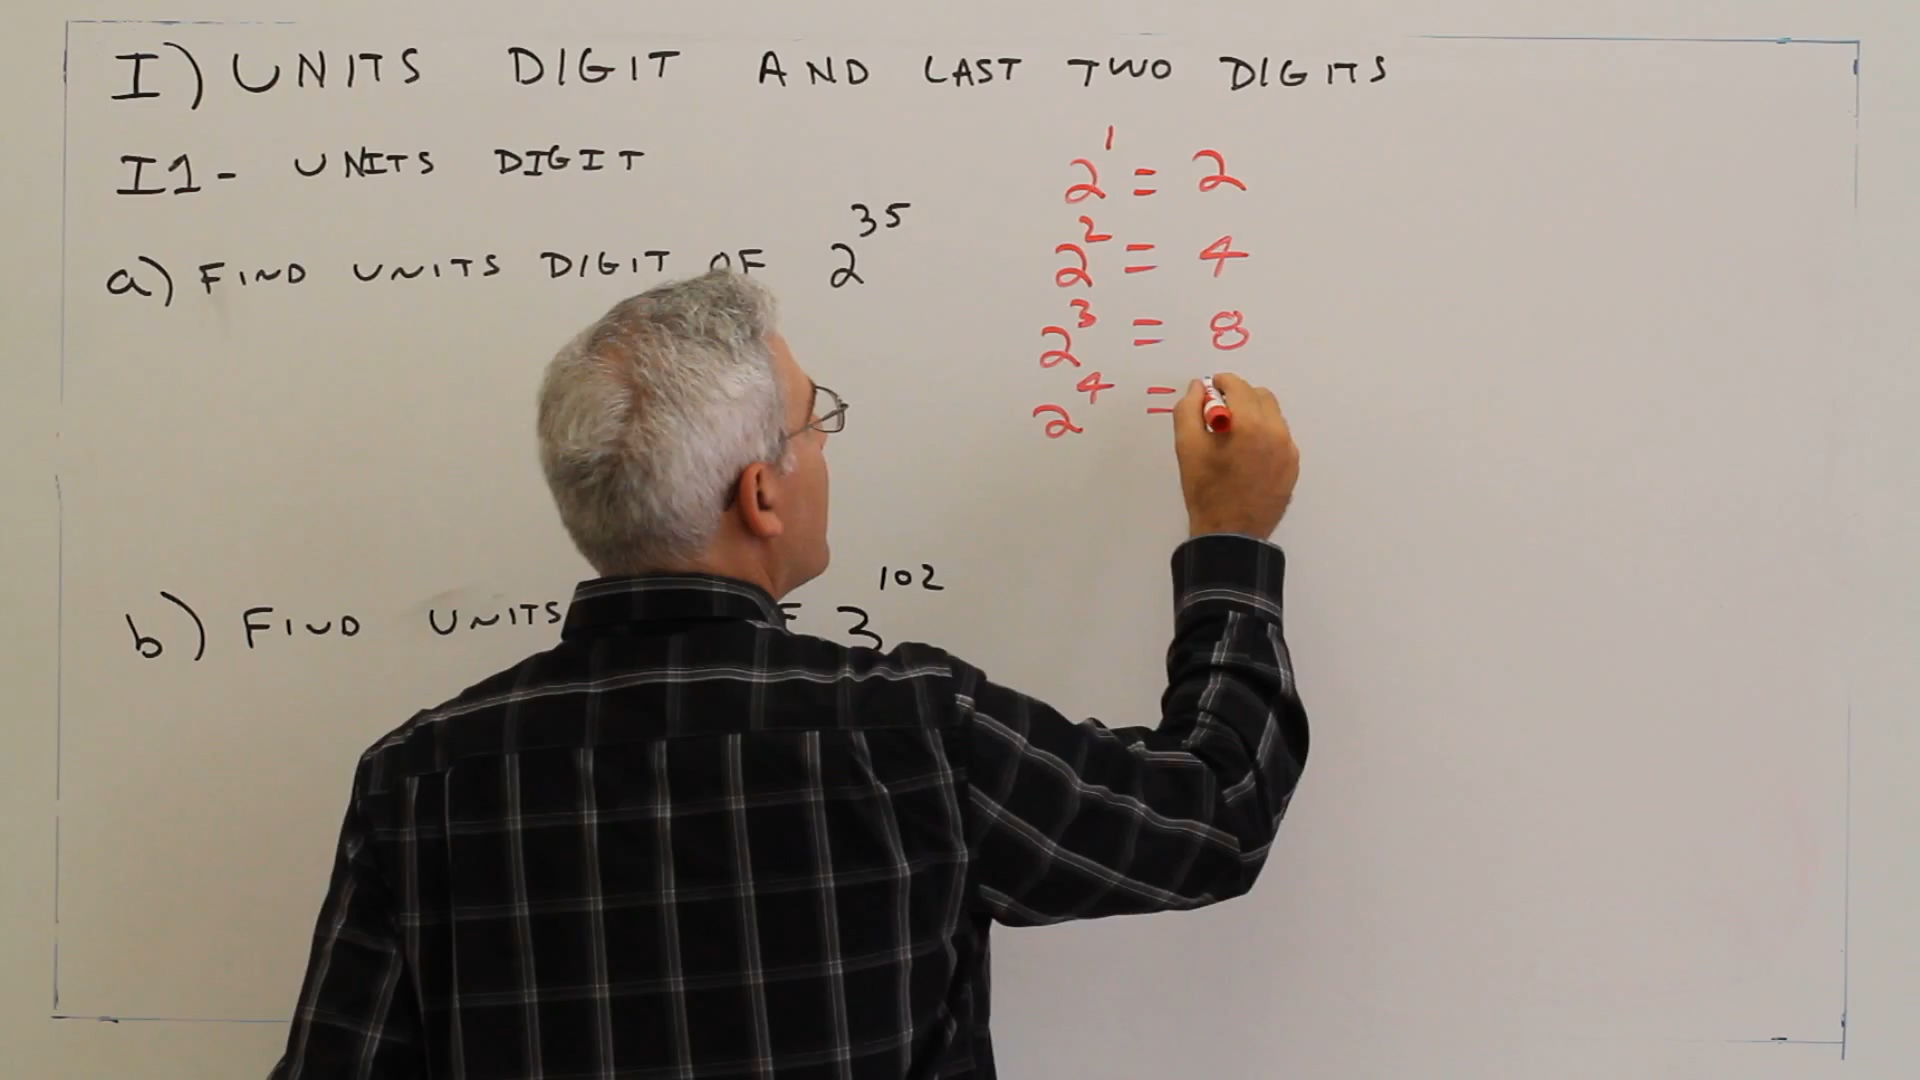 I) UNITS DIGIT AND LAST TWO DIGITS
I1- UNITS DIGIT
a) FIND UNITS DIGIT OF 2^35
b) FIND UNITS 3^102
2^1 = 2
2^2 = 4
2^3 = 8
2^4 =